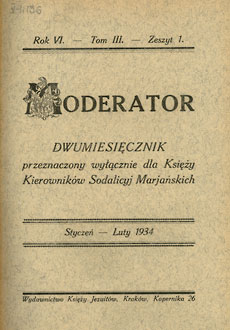 Rok VI. — Tom III. — Zeszyt 1.
MODERATOR
DWUMIESIĘCZNIK
przeznaczony wyłącznie dla Księży
Kierowników Sodalicyj Marjańskich
Styczeń — Luty 1934
Wydawnictwo Księży Jezuitów, Kraków, Kopernika 26